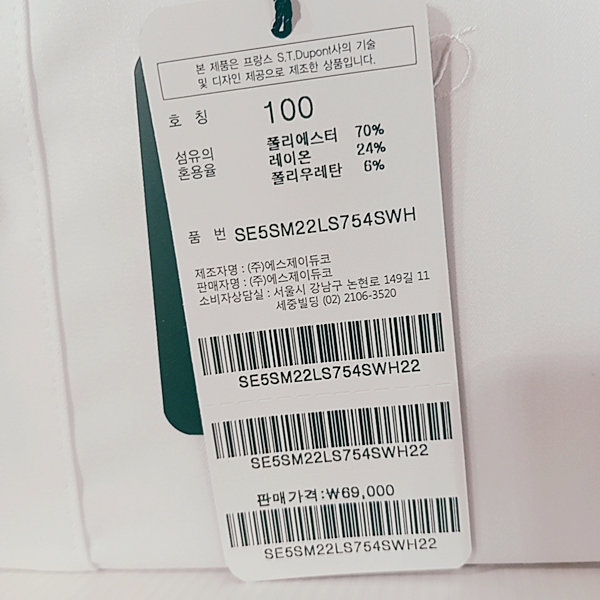 본 제품은 프랑스 S.T.Dupont사의 기술
및 디자인 제공으로 제조한 상품입니다.
호 칭 100
섬유의 혼용율 폴리에스터 70%
레이온 24%
폴리우레탄 6%
품 번 SE5SM22LS754SWH
제조자명 : (주)에스제이듀코
판매자명 : (주)에스제이듀코
소비자상담실 : 서울시 강남구 논현로 149길 11
세중빌딩 (02) 2106-3520
SE5SM22LS754SWH22
SE5SM22LS754SWH22
판매가격:₩69,000
SE5SM22LS754SWH22